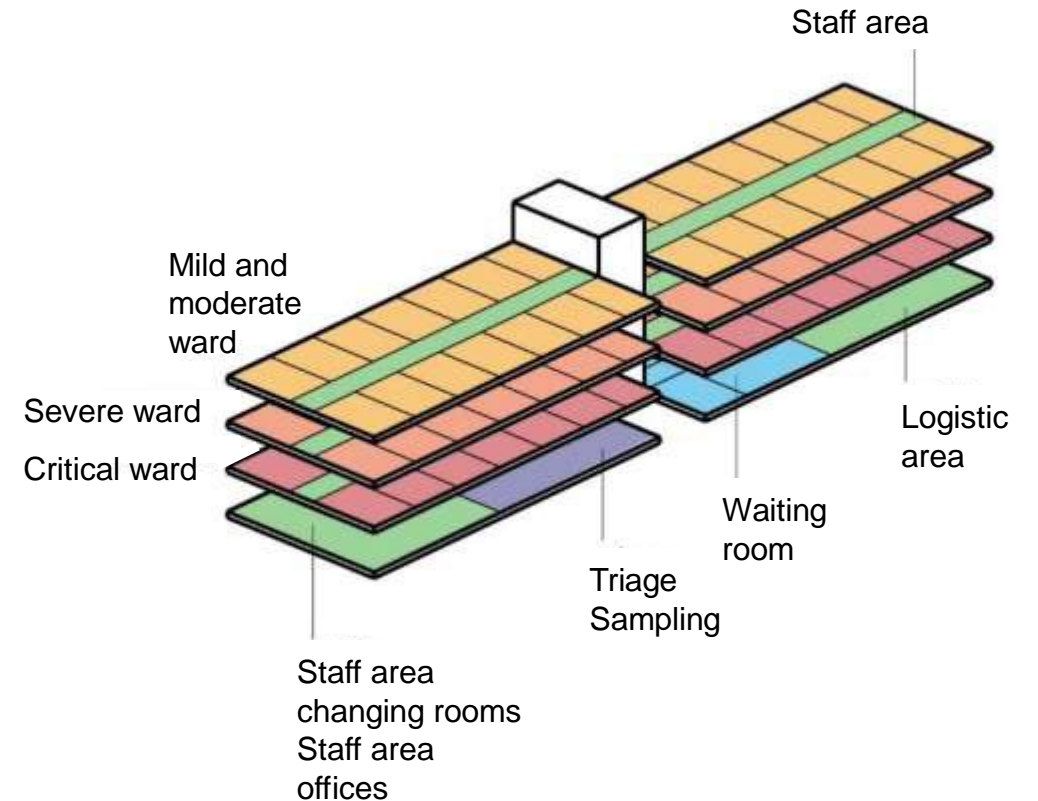 Staff area
Mild and
moderate
ward
Severe ward
Critical ward
Logistic
area
Waiting
room
Triage
Sampling
Staff area
changing rooms
Staff area
offices